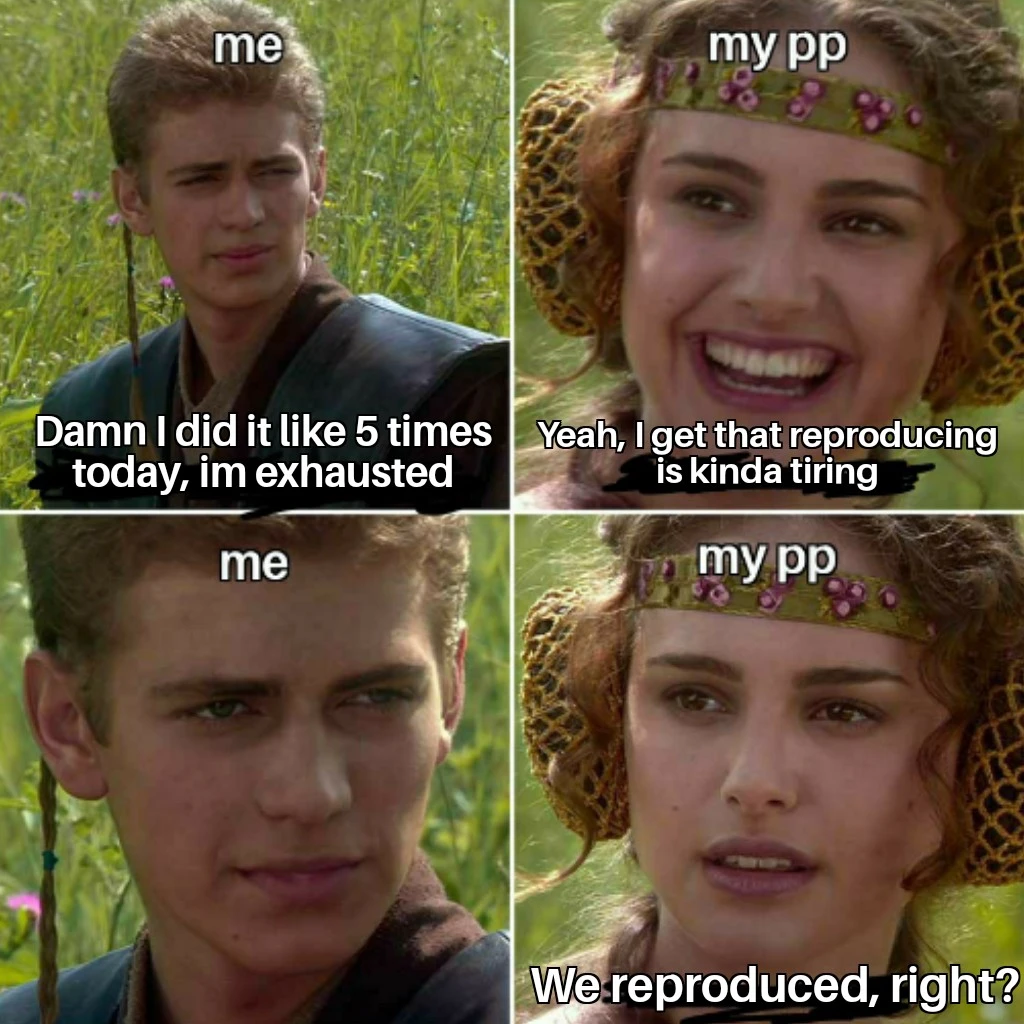 me
Damn I did it like 5 times
today, im exhausted
my pp
Yeah, I get that reproducing
is kinda tiring
me
my pp
We reproduced, right?